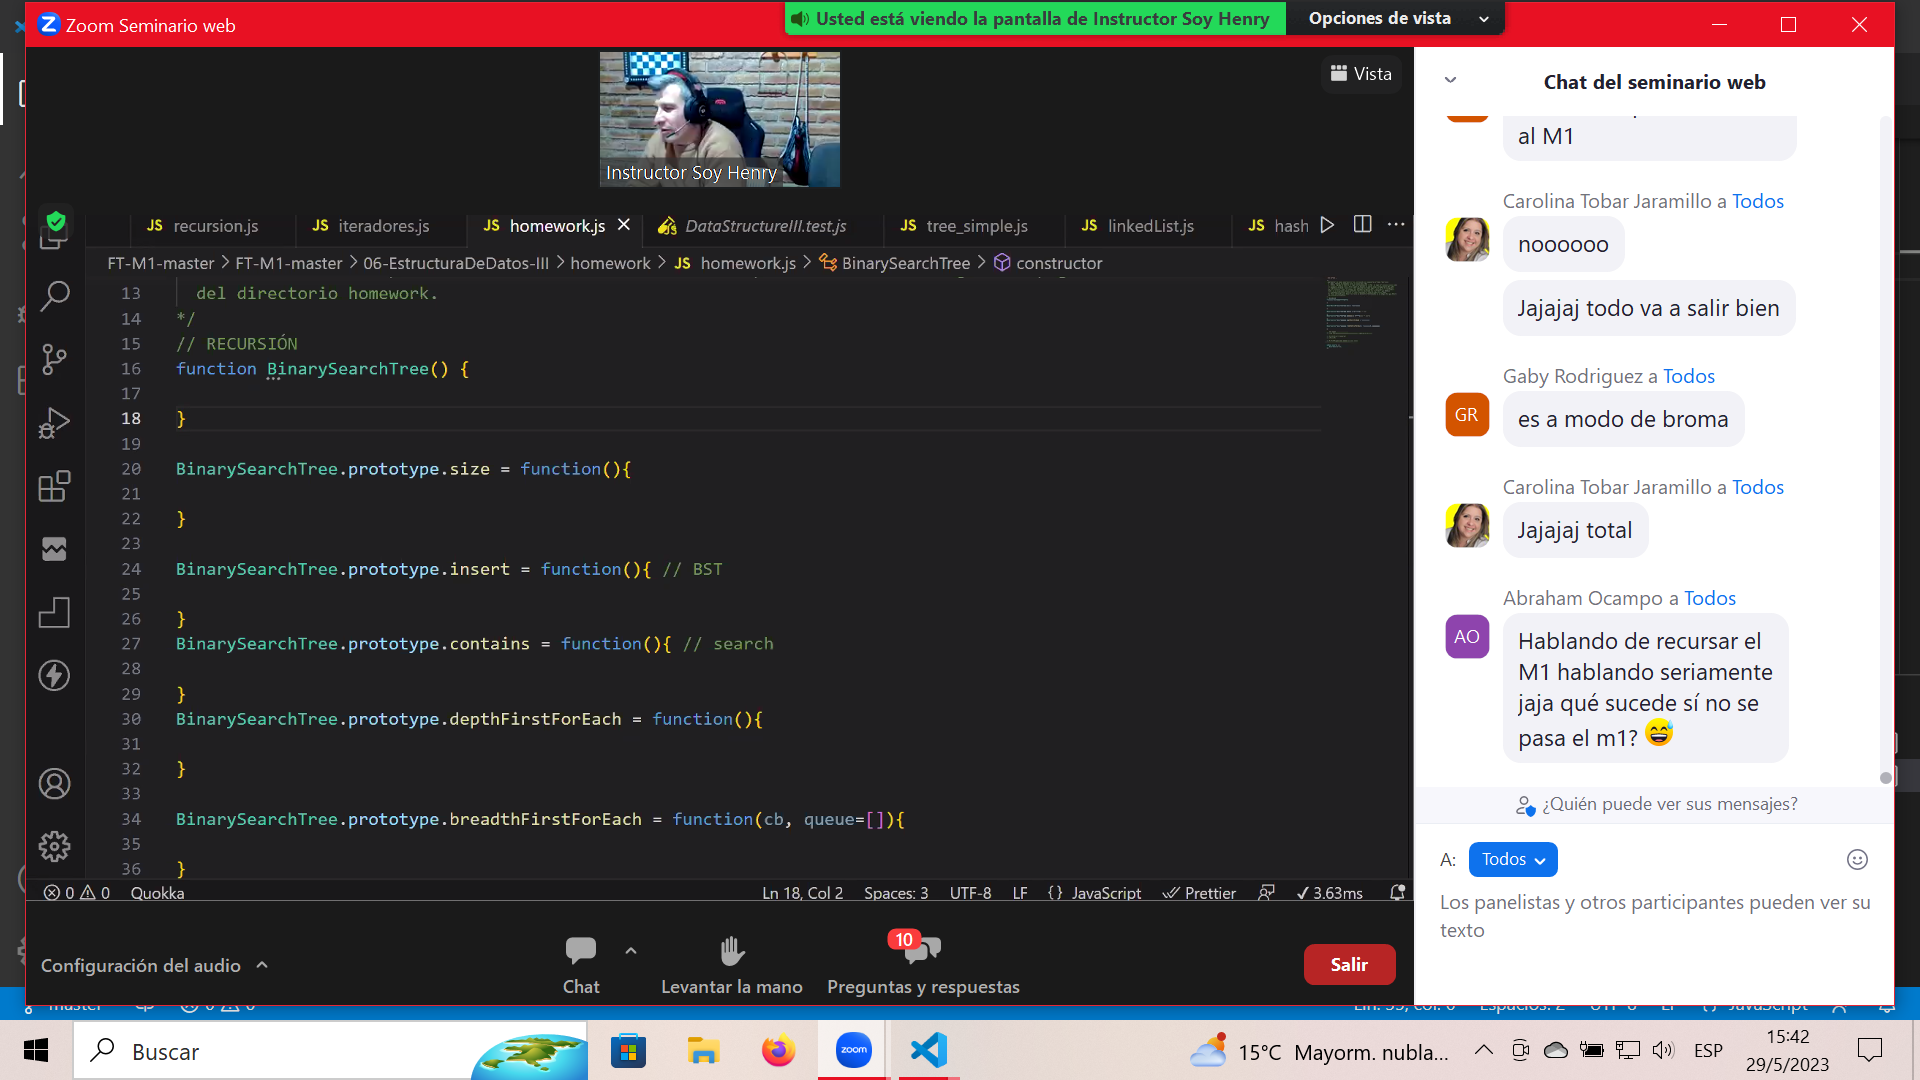 Zoom Seminario web
Usted está viendo la pantalla de Instructor Soy Henry
Opciones de vista
Vista
Instructor Soy Henry
JS recursion.js
JS iteradores.js
JS homework.js
DataStructureIII.test.js
JS tree_simple.js
JS linkedList.js
JS hash
FT-M1-master > FT-M1-master > 06-EstructuraDeDatos-III > homework > JS homework.js > BinarySearchTree > constructor
13 del directorio homework.
14 */
15 // RECURSIÓN
16 function BinarySearchTree() {
17
18 }
19
20 BinarySearchTree.prototype.size = function(){
21
22 }
23
24 BinarySearchTree.prototype.insert = function(){ // BST
25
26 }
27 BinarySearchTree.prototype.contains = function(){ // search
28
29 }
30 BinarySearchTree.prototype.depthFirstForEach = function(){
31
32 }
33
34 BinarySearchTree.prototype.breadthFirstForEach = function(cb, queue=[]){
35
36 }
0 0 Quokka
Ln 18, Col 2 Spaces: 3 UTF-8 LF {} JavaScript Prettier 3.63ms
Configuración del audio
Chat
Levantar la mano
10
Preguntas y respuestas
Salir
Chat del seminario web
al M1
Carolina Tobar Jaramillo a Todos
noooooo
Jajajaj todo va a salir bien
Gaby Rodriguez a Todos
GR
es a modo de broma
Carolina Tobar Jaramillo a Todos
Jajajaj total
Abraham Ocampo a Todos
AO
Hablando de recursar el
M1 hablando seriamente
jaja qué sucede sí no se
pasa el m1? 😅
¿Quién puede ver sus mensajes?
A: Todos
Los panelistas y otros participantes pueden ver su
texto
Buscar
zoom
15°C Mayorm. nubla...
ESP
15:42
29/5/2023